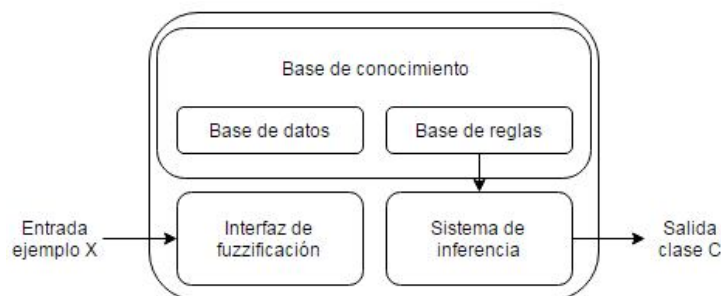 Base de conocimiento
Base de datos
Base de reglas
Entrada
ejemplo X
Interfaz de
fuzzificación
Sistema de
inferencia
Salida
clase C